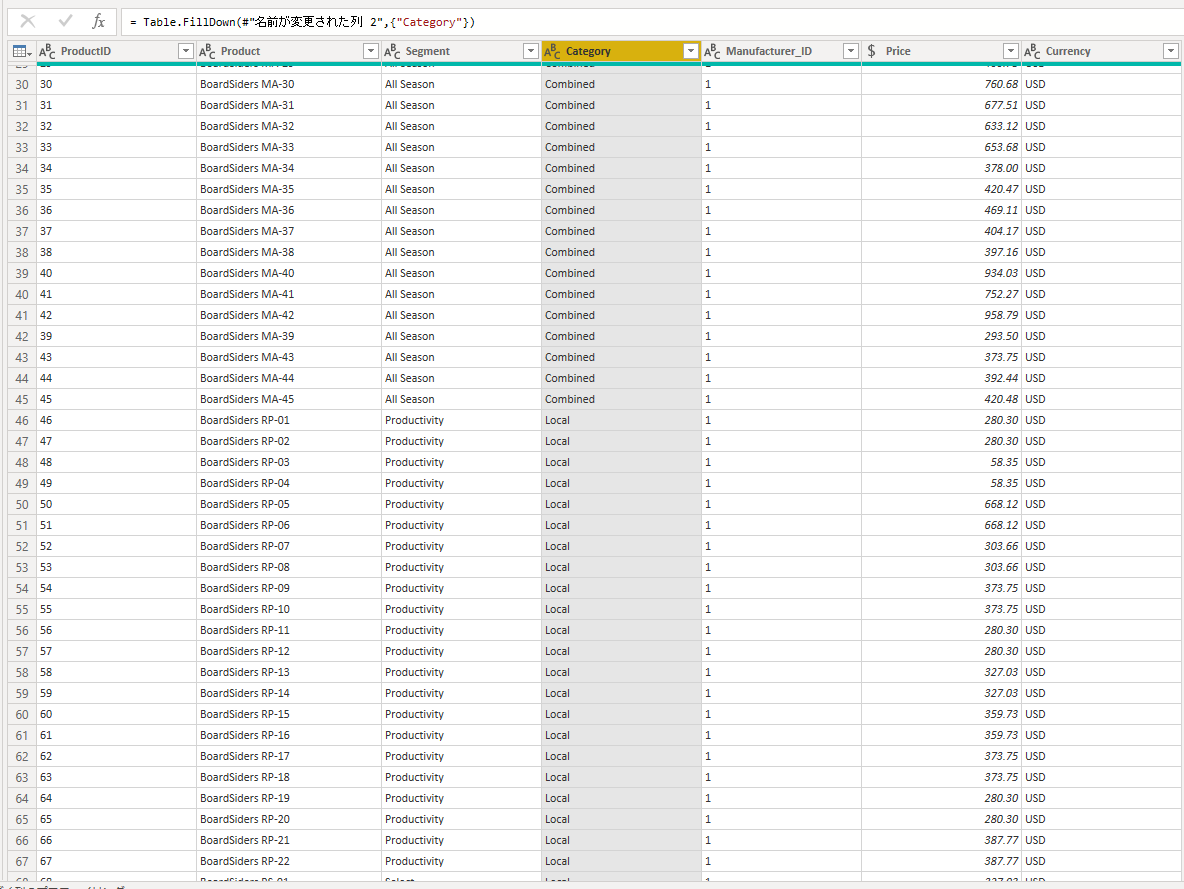 = Table.FillDown(#"名前が変更された列 2",{"Category"})
ProductID Product Segment Category Manufacturer_ID $ Price Currency
30 30 BoardSiders MA-30 All Season Combined 1 760.68 USD
31 31 BoardSiders MA-31 All Season Combined 1 677.51 USD
32 32 BoardSiders MA-32 All Season Combined 1 633.12 USD
33 33 BoardSiders MA-33 All Season Combined 1 653.68 USD
34 34 BoardSiders MA-34 All Season Combined 1 378.00 USD
35 35 BoardSiders MA-35 All Season Combined 1 420.47 USD
36 36 BoardSiders MA-36 All Season Combined 1 469.11 USD
37 37 BoardSiders MA-37 All Season Combined 1 404.17 USD
38 38 BoardSiders MA-38 All Season Combined 1 397.16 USD
39 40 BoardSiders MA-40 All Season Combined 1 934.03 USD
40 41 BoardSiders MA-41 All Season Combined 1 752.27 USD
41 42 BoardSiders MA-42 All Season Combined 1 958.79 USD
42 39 BoardSiders MA-39 All Season Combined 1 293.50 USD
43 43 BoardSiders MA-43 All Season Combined 1 373.75 USD
44 44 BoardSiders MA-44 All Season Combined 1 392.44 USD
45 45 BoardSiders MA-45 All Season Combined 1 420.48 USD
46 46 BoardSiders RP-01 Productivity Local 1 280.30 USD
47 47 BoardSiders RP-02 Productivity Local 1 280.30 USD
48 48 BoardSiders RP-03 Productivity Local 1 58.35 USD
49 49 BoardSiders RP-04 Productivity Local 1 58.35 USD
50 50 BoardSiders RP-05 Productivity Local 1 668.12 USD
51 51 BoardSiders RP-06 Productivity Local 1 668.12 USD
52 52 BoardSiders RP-07 Productivity Local 1 303.66 USD
53 53 BoardSiders RP-08 Productivity Local 1 303.66 USD
54 54 BoardSiders RP-09 Productivity Local 1 373.75 USD
55 55 BoardSiders RP-10 Productivity Local 1 373.75 USD
56 56 BoardSiders RP-11 Productivity Local 1 280.30 USD
57 57 BoardSiders RP-12 Productivity Local 1 280.30 USD
58 58 BoardSiders RP-13 Productivity Local 1 327.03 USD
59 59 BoardSiders RP-14 Productivity Local 1 327.03 USD
60 60 BoardSiders RP-15 Productivity Local 1 359.73 USD
61 61 BoardSiders RP-16 Productivity Local 1 359.73 USD
62 62 BoardSiders RP-17 Productivity Local 1 373.75 USD
63 63 BoardSiders RP-18 Productivity Local 1 373.75 USD
64 64 BoardSiders RP-19 Productivity Local 1 280.30 USD
65 65 BoardSiders RP-20 Productivity Local 1 280.30 USD
66 66 BoardSiders RP-21 Productivity Local 1 387.77 USD
67 67 BoardSiders RP-22 Productivity Local 1 387.77 USD